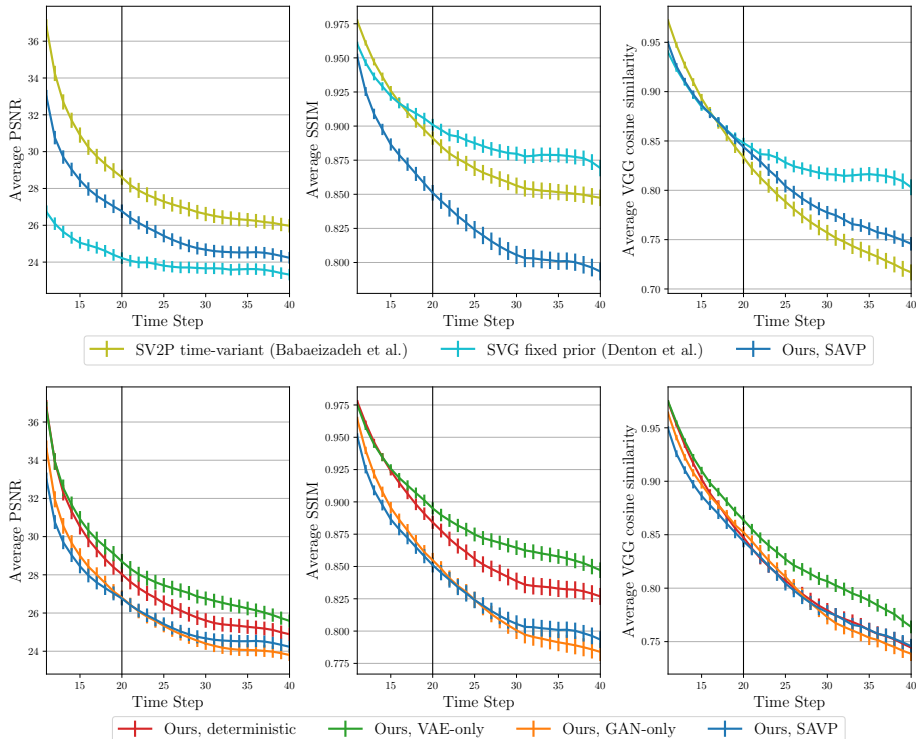 Average PSNR
36
34
32
30
28
26
24
15 20 25 30 35 40
Time Step
Average SSIM
0.975
0.950
0.925
0.900
0.875
0.850
0.825
0.800
15 20 25 30 35 40
Time Step
Average VGG cosine similarity
0.95
0.90
0.85
0.80
0.75
0.70
15 20 25 30 35 40
Time Step
SV2P time-variant (Babaeizadeh et al.) SVG fixed prior (Denton et al.) Ours, SAVP
Average PSNR
36
34
32
30
28
26
24
15 20 25 30 35 40
Time Step
Average SSIM
0.975
0.950
0.925
0.900
0.875
0.850
0.825
0.800
0.775
15 20 25 30 35 40
Time Step
Average VGG cosine similarity
0.95
0.90
0.85
0.80
0.75
15 20 25 30 35 40
Time Step
Ours, deterministic Ours, VAE-only Ours, GAN-only Ours, SAVP